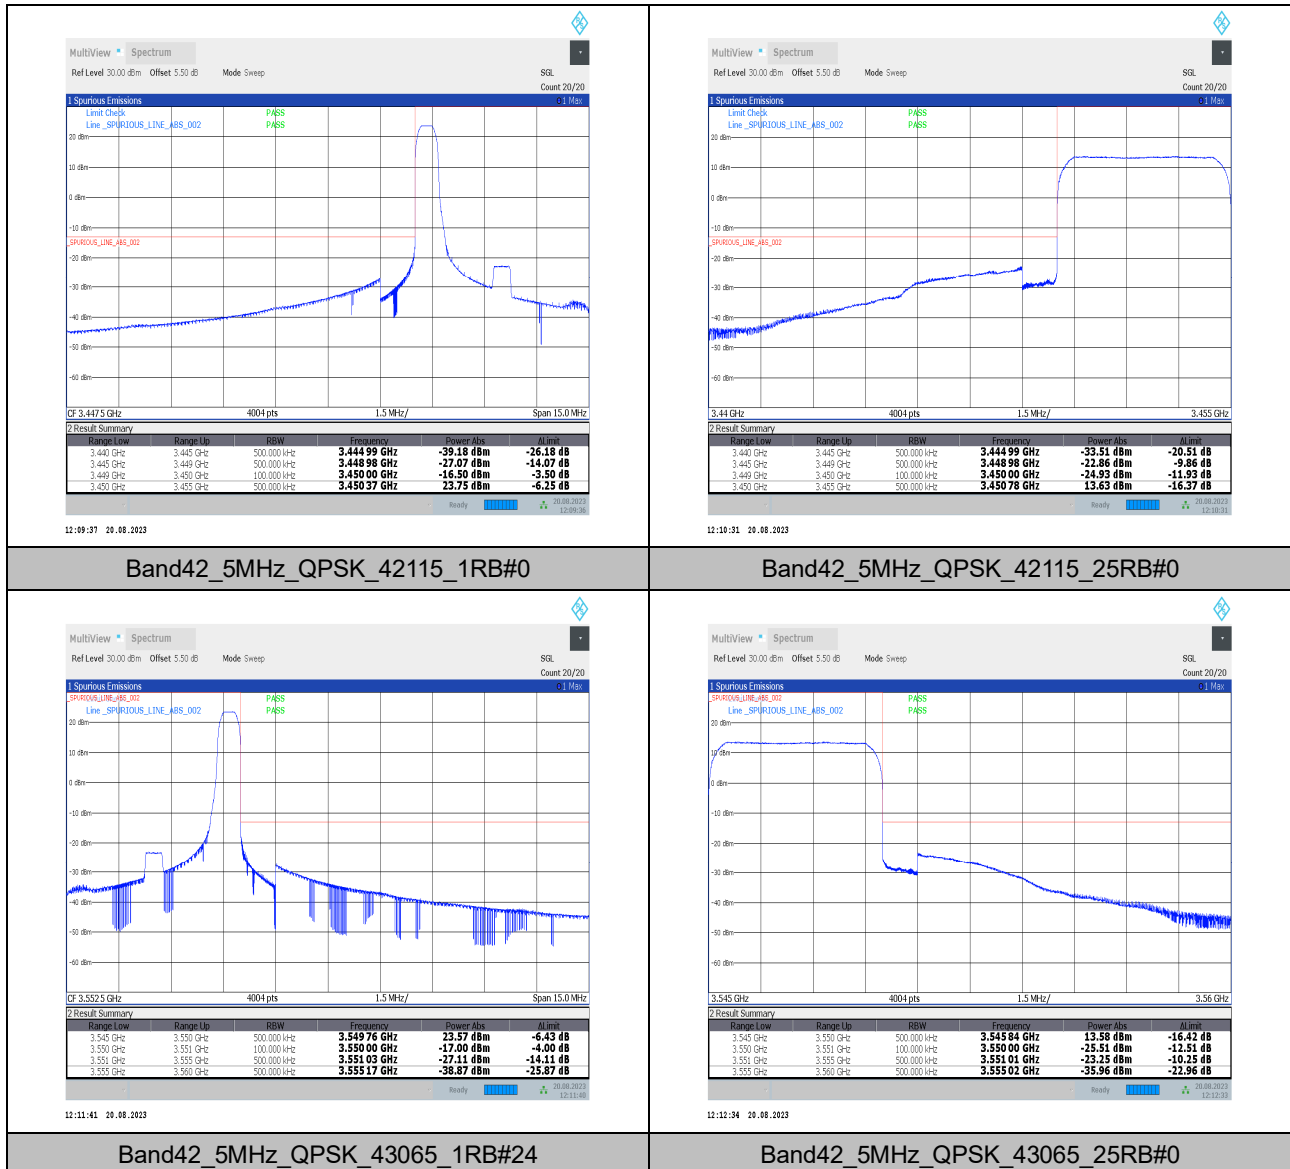 MultiView Spectrum
Ref Level 30.00 dBm Offset 5.50 dB Mode Sweep SGL
Count 20/20
1 Spurious Emissions 1 Max
Limit Check PASS
Line _SPURIOUS_LINE_ABS_002 PASS
20 dBm
10 dBm
0 dBm
-10 dBm
_SPURIOUS_LINE_ABS_002
-20 dBm
-30 dBm
-40 dBm
-50 dBm
-60 dBm
CF 3.4475 GHz 4004 pts 1.5 MHz/ Span 15.0 MHz
2 Result Summary
Range Low Range Up RBW Frequency Power Abs ΔLimit
3.440 GHz 3.445 GHz 500.000 kHz 3.444 99 GHz -39.18 dBm -26.18 dB
3.445 GHz 3.449 GHz 500.000 kHz 3.448 98 GHz -27.07 dBm -14.07 dB
3.449 GHz 3.450 GHz 100.000 kHz 3.450 00 GHz -16.50 dBm -3.50 dB
3.450 GHz 3.455 GHz 500.000 kHz 3.450 37 GHz 23.75 dBm -6.25 dB
Ready 20.08.2023
12:09:36
12:09:37 20.08.2023
Band42_5MHz_QPSK_42115_1RB#0
MultiView Spectrum
Ref Level 30.00 dBm Offset 5.50 dB Mode Sweep SGL
Count 20/20
1 Spurious Emissions 1 Max
Limit Check PASS
Line _SPURIOUS_LINE_ABS_002 PASS
20 dBm
10 dBm
0 dBm
-10 dBm
_SPURIOUS_LINE_ABS_002
-20 dBm
-30 dBm
-40 dBm
-50 dBm
-60 dBm
3.44 GHz 4004 pts 1.5 MHz/ 3.455 GHz
2 Result Summary
Range Low Range Up RBW Frequency Power Abs ΔLimit
3.440 GHz 3.445 GHz 500.000 kHz 3.444 99 GHz -33.51 dBm -20.51 dB
3.445 GHz 3.449 GHz 500.000 kHz 3.448 98 GHz -22.86 dBm -9.86 dB
3.449 GHz 3.450 GHz 100.000 kHz 3.450 00 GHz -24.93 dBm -11.93 dB
3.450 GHz 3.455 GHz 500.000 kHz 3.450 78 GHz 13.63 dBm -16.37 dB
Ready 20.08.2023
12:10:31
12:10:31 20.08.2023
Band42_5MHz_QPSK_42115_25RB#0
MultiView Spectrum
Ref Level 30.00 dBm Offset 5.50 dB Mode Sweep SGL
Count 20/20
1 Spurious Emissions 1 Max
_SPURIOUS_LINE_ABS_002 PASS
Line _SPURIOUS_LINE_ABS_002 PASS
20 dBm
10 dBm
0 dBm
-10 dBm
-20 dBm
-30 dBm
-40 dBm
-50 dBm
-60 dBm
CF 3.5525 GHz 4004 pts 1.5 MHz/ Span 15.0 MHz
2 Result Summary
Range Low Range Up RBW Frequency Power Abs ΔLimit
3.545 GHz 3.550 GHz 500.000 kHz 3.549 76 GHz 23.57 dBm -6.43 dB
3.550 GHz 3.551 GHz 100.000 kHz 3.550 00 GHz -17.00 dBm -4.00 dB
3.551 GHz 3.555 GHz 500.000 kHz 3.551 03 GHz -27.11 dBm -14.11 dB
3.555 GHz 3.560 GHz 500.000 kHz 3.555 17 GHz -38.87 dBm -25.87 dB
Ready 20.08.2023
12:11:40
12:11:41 20.08.2023
Band42_5MHz_QPSK_43065_1RB#24
MultiView Spectrum
Ref Level 30.00 dBm Offset 5.50 dB Mode Sweep SGL
Count 20/20
1 Spurious Emissions 1 Max
_SPURIOUS_LINE_ABS_002 PASS
Line _SPURIOUS_LINE_ABS_002 PASS
20 dBm
10 dBm
0 dBm
-10 dBm
-20 dBm
-30 dBm
-40 dBm
-50 dBm
-60 dBm
3.545 GHz 4004 pts 1.5 MHz/ 3.56 GHz
2 Result Summary
Range Low Range Up RBW Frequency Power Abs ΔLimit
3.545 GHz 3.550 GHz 500.000 kHz 3.545 84 GHz 13.58 dBm -16.42 dB
3.550 GHz 3.551 GHz 100.000 kHz 3.550 00 GHz -25.51 dBm -12.51 dB
3.551 GHz 3.555 GHz 500.000 kHz 3.551 01 GHz -23.25 dBm -10.25 dB
3.555 GHz 3.560 GHz 500.000 kHz 3.555 02 GHz -35.96 dBm -22.96 dB
Ready 20.08.2023
12:12:33
12:12:34 20.08.2023
Band42_5MHz_QPSK_43065_25RB#0